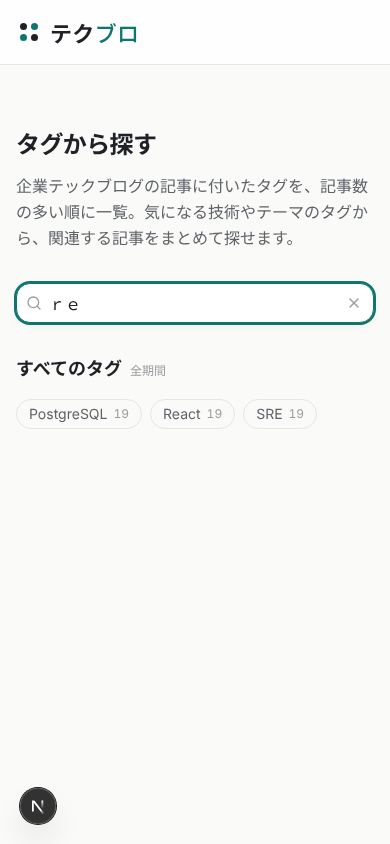 テクブロ
タグから探す
企業テックブログの記事に付いたタグを、記事数
の多い順に一覧。気になる技術やテーマのタグか
ら、関連する記事をまとめて探せます。
ｒｅ
すべてのタグ 全期間
PostgreSQL 19 React 19 SRE 19
N